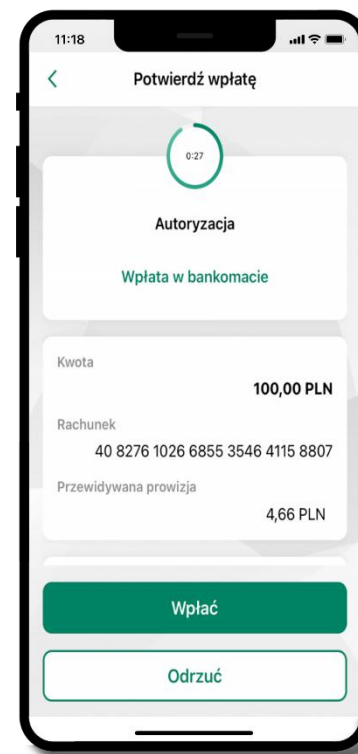 11:18
Potwierdź wpłatę
0:27
Autoryzacja
Wpłata w bankomacie
Kwota
100,00 PLN
Rachunek
40 8276 1026 6855 3546 4115 8807
Przewidywana prowizja
4,66 PLN
Wpłać
Odrzuć